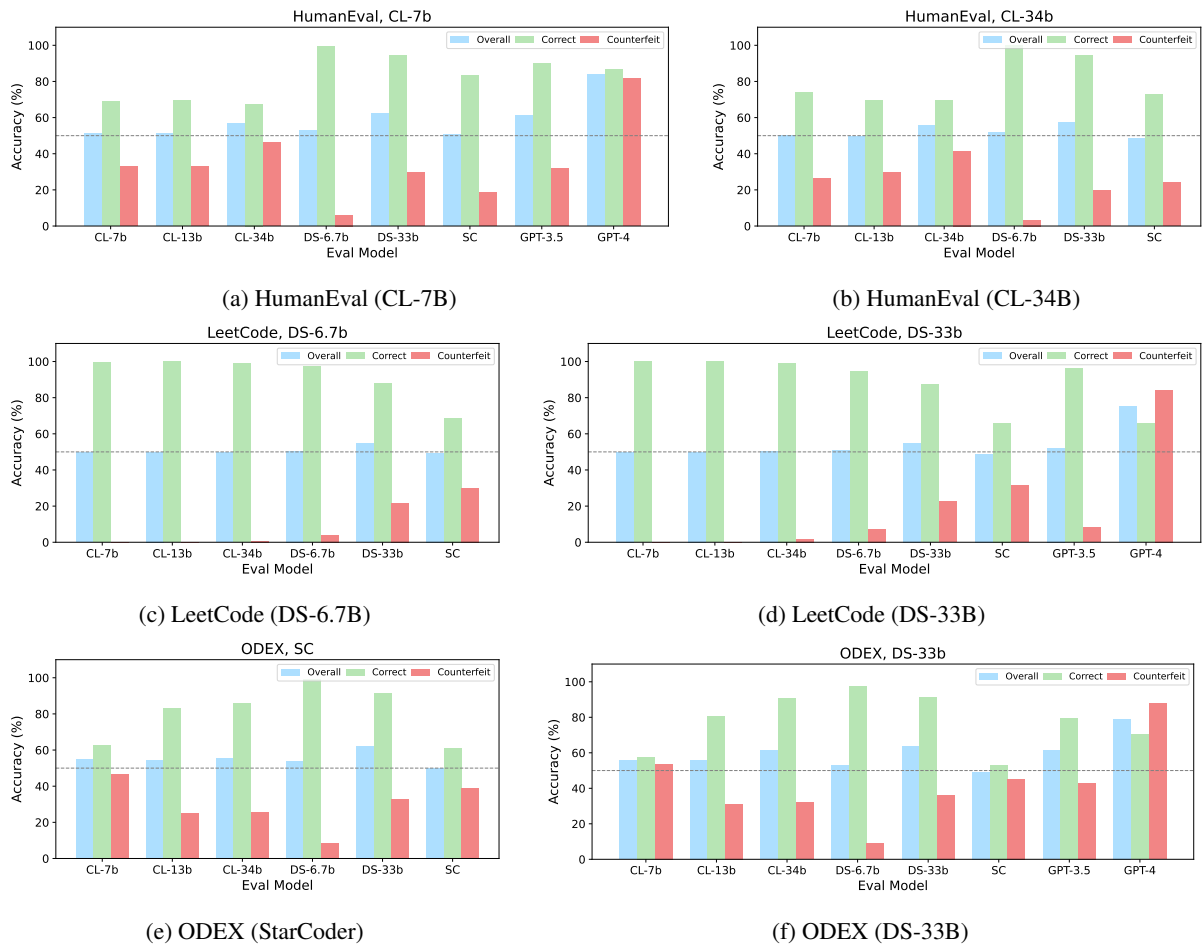 HumanEval, CL-7b
Overall Correct Counterfeit
Accuracy (%)
100
80
60
40
20
0
CL-7b CL-13b CL-34b DS-6.7b DS-33b SC GPT-3.5 GPT-4
Eval Model
(a) HumanEval (CL-7B)
HumanEval, CL-34b
Overall Correct Counterfeit
Accuracy (%)
100
80
60
40
20
0
CL-7b CL-13b CL-34b DS-6.7b DS-33b SC
Eval Model
(b) HumanEval (CL-34B)
LeetCode, DS-6.7b
Overall Correct Counterfeit
Accuracy (%)
100
80
60
40
20
0
CL-7b CL-13b CL-34b DS-6.7b DS-33b SC
Eval Model
(c) LeetCode (DS-6.7B)
LeetCode, DS-33b
Overall Correct Counterfeit
Accuracy (%)
100
80
60
40
20
0
CL-7b CL-13b CL-34b DS-6.7b DS-33b SC GPT-3.5 GPT-4
Eval Model
(d) LeetCode (DS-33B)
ODEX, SC
Overall Correct Counterfeit
Accuracy (%)
100
80
60
40
20
0
CL-7b CL-13b CL-34b DS-6.7b DS-33b SC
Eval Model
(e) ODEX (StarCoder)
ODEX, DS-33b
Overall Correct Counterfeit
Accuracy (%)
100
80
60
40
20
0
CL-7b CL-13b CL-34b DS-6.7b DS-33b SC GPT-3.5 GPT-4
Eval Model
(f) ODEX (DS-33B)